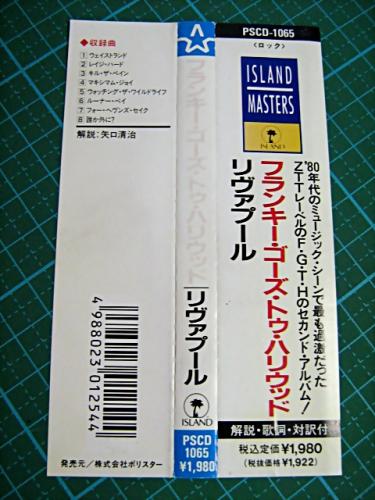 ◆収録曲
①ウェイストランド
②レイジ・ハード
③キル・ザ・ペイン
④マキシマム・ジョイ
⑤ウォッチング・ザ・ワイルドライフ
⑥ルーナー・ベイ
⑦フォー・ヘヴンズ・セイク
⑧誰か外に?
解説:矢口清治
4 988023 012544
発売元/株式会社ポリスター
フランキー・ゴーズ・トゥ・ハリウッド
リヴァプール
ISLAND
PSCD
1065
¥1,980
PSCD-1065
〈ロック〉
ISLAND
MASTERS
ISLAND
'80年代のミュージック・シーンで最も過激だった
ZTTレーベルのF・G・T・Hのセカンド・アルバム!
フランキー・ゴーズ・トゥ・ハリウッド
リヴァプール
解説・歌詞・対訳付
税込定価¥1,980
(税抜価格¥1,922)